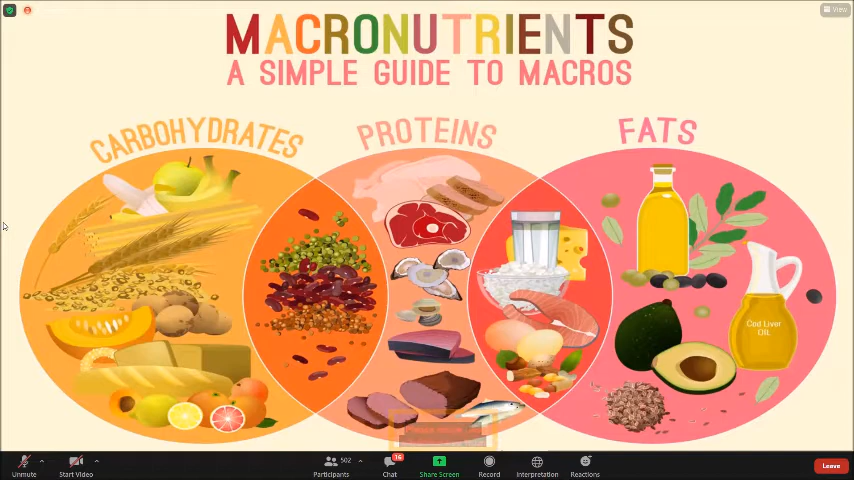 View
MACRONUTRIENTS
A SIMPLE GUIDE TO MACROS
CARBOHYDRATES
PROTEINS
FATS
Cod Liver
OIL
502
16
Unmute
Start Video
Participants
Chat
Share Screen
Record
Interpretation
Reactions
Leave